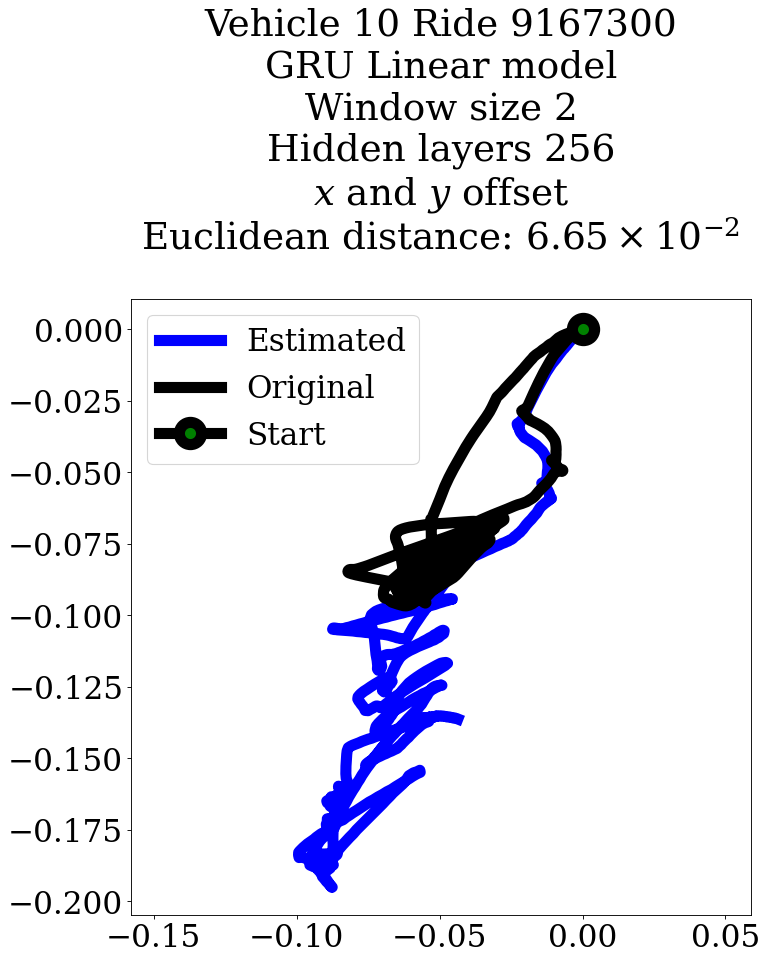 Vehicle 10 Ride 9167300
GRU Linear model
Window size 2
Hidden layers 256
x and y offset
Euclidean distance: 6.65 × 10⁻²
Estimated
Original
Start
0.000
−0.025
−0.050
−0.075
−0.100
−0.125
−0.150
−0.175
−0.200
−0.15 −0.10 −0.05 0.00 0.05